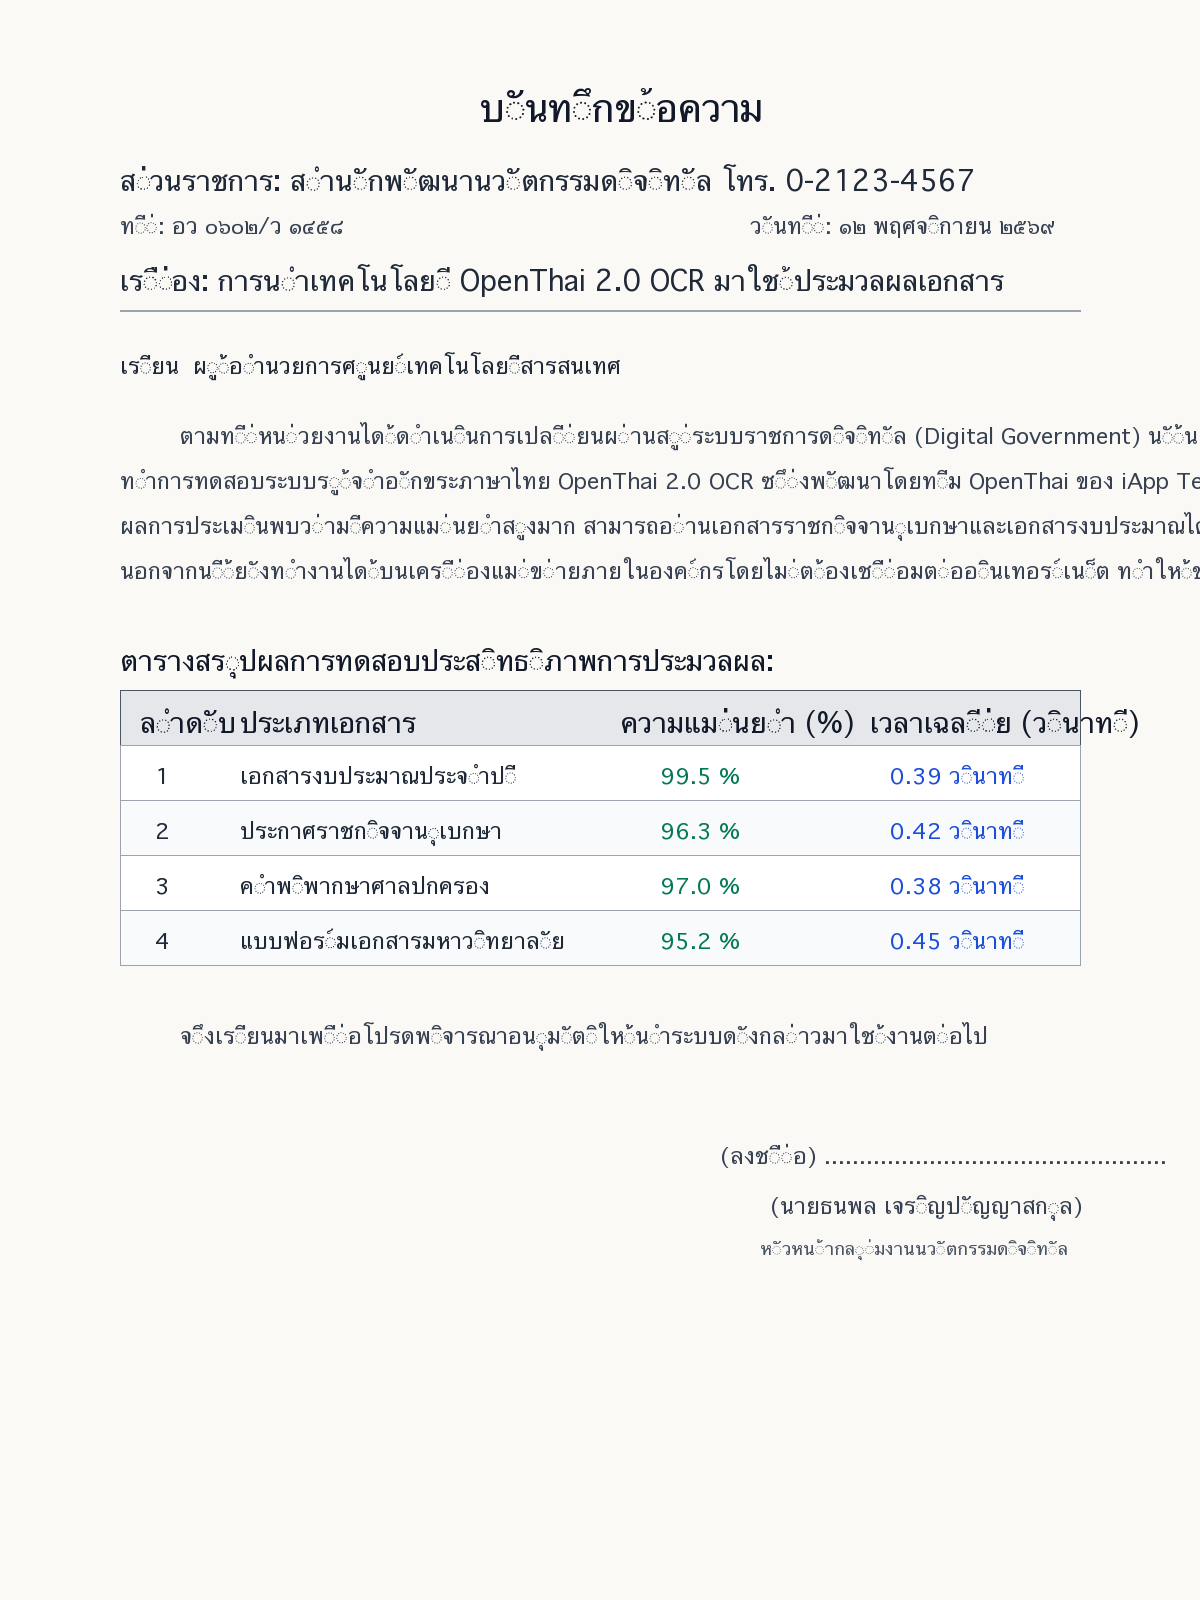 บันทึกข้อความ
ส่วนราชการ: สำนักพัฒนานวัตกรรมดิจิทัล โทร. 0-2123-4567
ที่: อว ๐๖๐๒/ว ๑๔๕๘ วันที่: ๑๒ พฤศจิกายน ๒๕๖๙
เรื่อง: การนำเทคโนโลยี OpenThai 2.0 OCR มาใช้ประมวลผลเอกสาร
เรียน ผู้อำนวยการศูนย์เทคโนโลยีสารสนเทศ
ตามที่หน่วยงานได้ดำเนินการเปลี่ยนผ่านสู่ระบบราชการดิจิทัล (Digital Government) นั้น
ทำการทดสอบระบบรู้จำอักขระภาษาไทย OpenThai 2.0 OCR ซึ่งพัฒนาโดยทีม OpenThai ของ iApp
ผลการประเมินพบว่ามีความแม่นยำสูงมาก สามารถอ่านเอกสารราชกิจจานุเบกษาและเอกสารงบประมาณ
นอกจากนี้ยังทำงานได้บนเครื่องแม่ข่ายภายในองค์กรโดยไม่ต้องเชื่อมต่ออินเทอร์เน็ต ทำให้
ตารางสรุปผลการทดสอบประสิทธิภาพการประมวลผล:
ลำดับ ประเภทเอกสาร ความแม่นยำ (%) เวลาเฉลี่ย (วินาที)
1 เอกสารงบประมาณประจำปี 99.5 % 0.39 วินาที
2 ประกาศราชกิจจานุเบกษา 96.3 % 0.42 วินาที
3 คำพิพากษาศาลปกครอง 97.0 % 0.38 วินาที
4 แบบฟอร์มเอกสารมหาวิทยาลัย 95.2 % 0.45 วินาที
จึงเรียนมาเพื่อโปรดพิจารณาอนุมัติให้นำระบบดังกล่าวมาใช้งานต่อไป
(ลงชื่อ) .................................................
(นายธนพล เจริญปัญญาสกุล)
หัวหน้ากลุ่มงานนวัตกรรมดิจิทัล